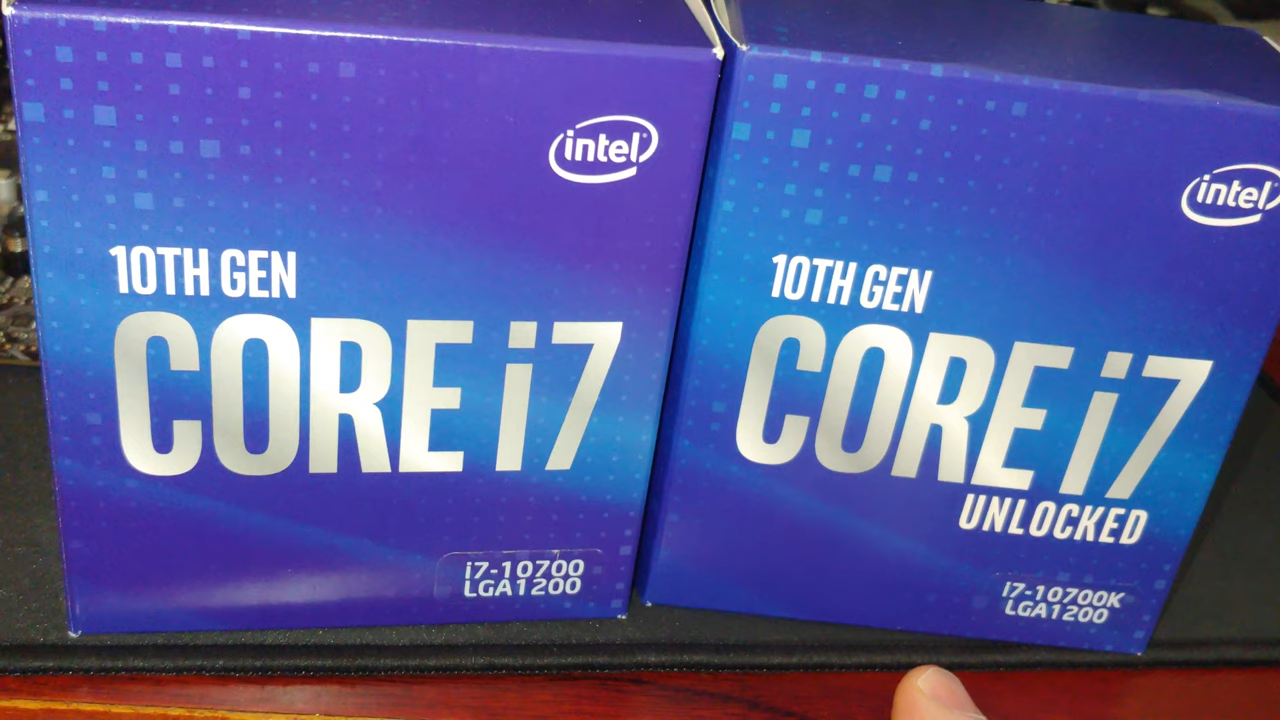 intel
10TH GEN
CORE i7
i7-10700
LGA1200
intel
10TH GEN
CORE i7
UNLOCKED
i7-10700K
LGA1200